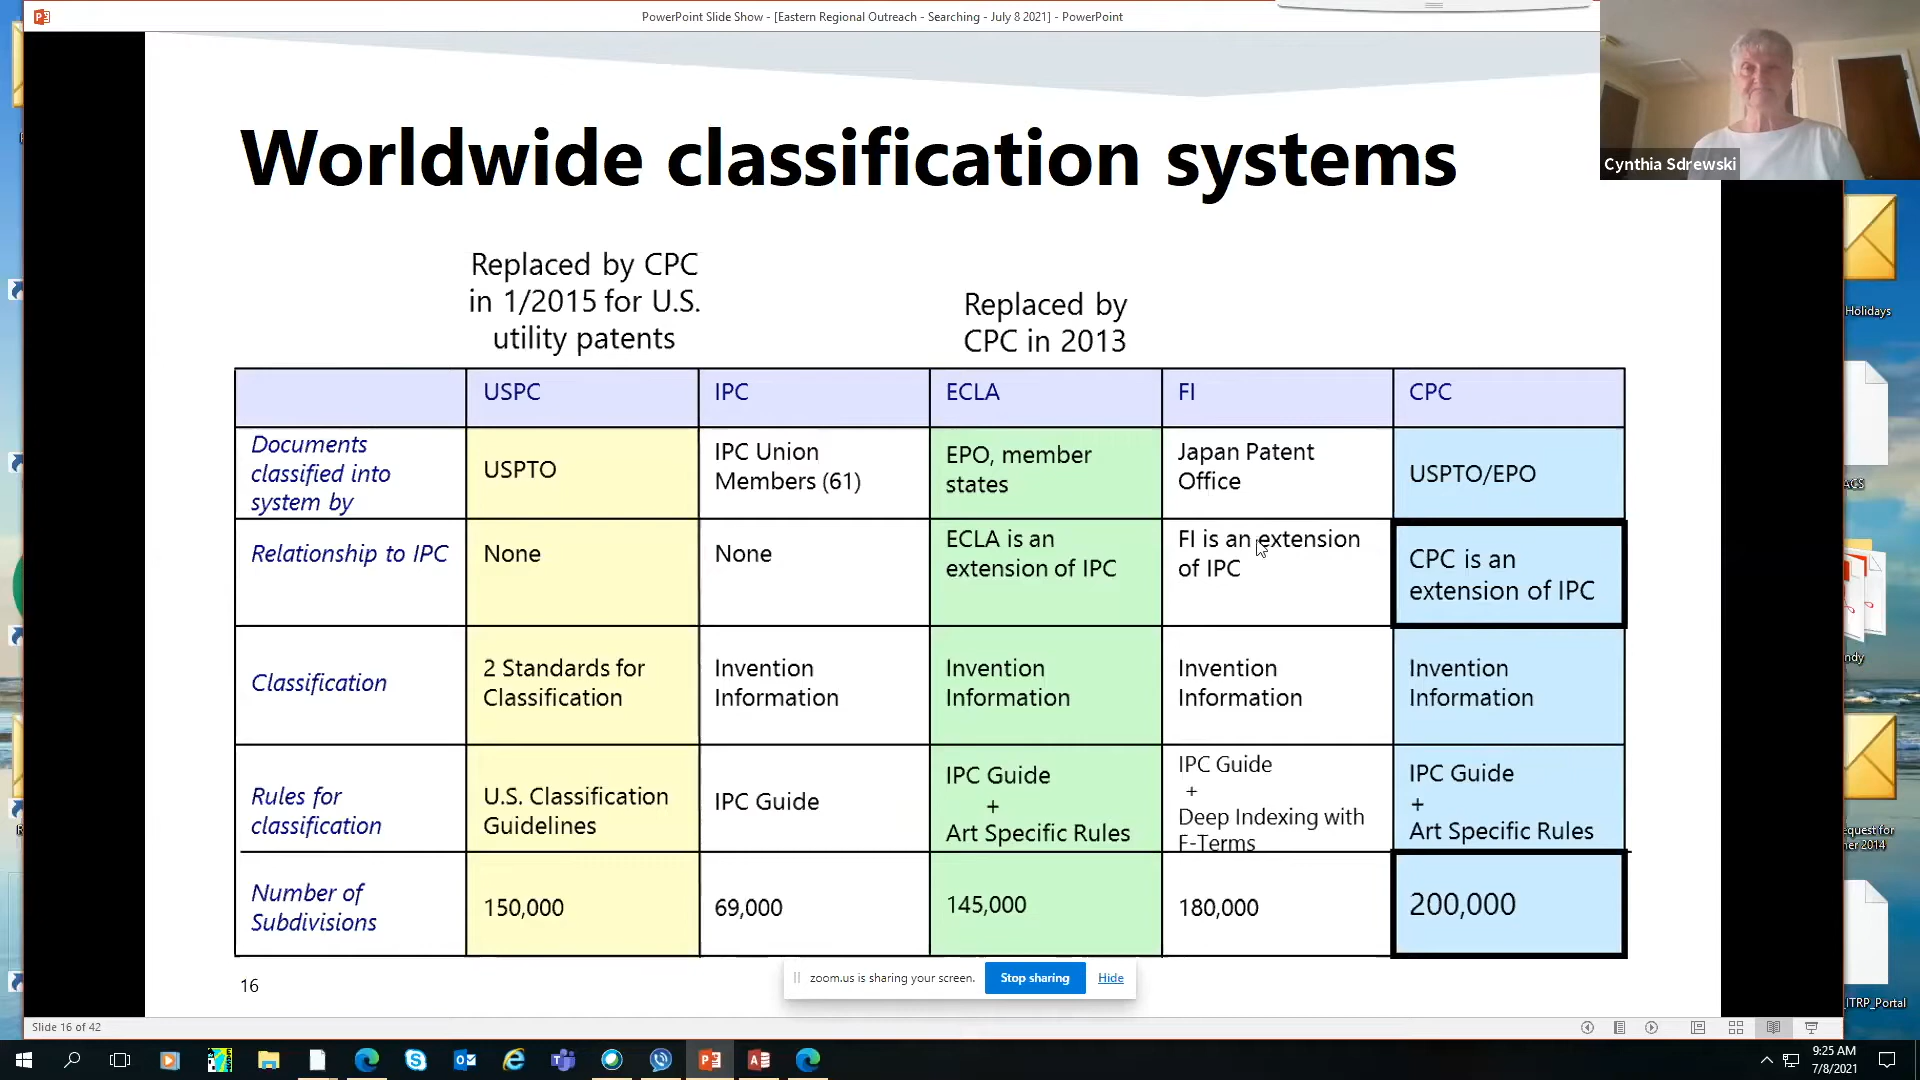 PowerPoint Slide Show - [Eastern Regional Outreach - Searching - July 8 2021] - PowerPoint
Cynthia Sdrewski
Worldwide classification systems
Replaced by CPC
in 1/2015 for U.S.
utility patents
Replaced by
CPC in 2013
USPC
IPC
ECLA
FI
CPC
Documents
classified into
system by
USPTO
IPC Union
Members (61)
EPO, member
states
Japan Patent
Office
USPTO/EPO
Relationship to IPC
None
None
ECLA is an
extension of IPC
FI is an extension
of IPC
CPC is an
extension of IPC
Classification
2 Standards for
Classification
Invention
Information
Invention
Information
Invention
Information
Invention
Information
Rules for
classification
U.S. Classification
Guidelines
IPC Guide
IPC Guide
+
Art Specific Rules
IPC Guide
+
Deep Indexing with
F-Terms
IPC Guide
+
Art Specific Rules
Number of
Subdivisions
150,000
69,000
145,000
180,000
200,000
16
zoom.us is sharing your screen.
Stop sharing
Hide
Slide 16 of 42
Holidays
ITRP_Portal
9:25 AM
7/8/2021